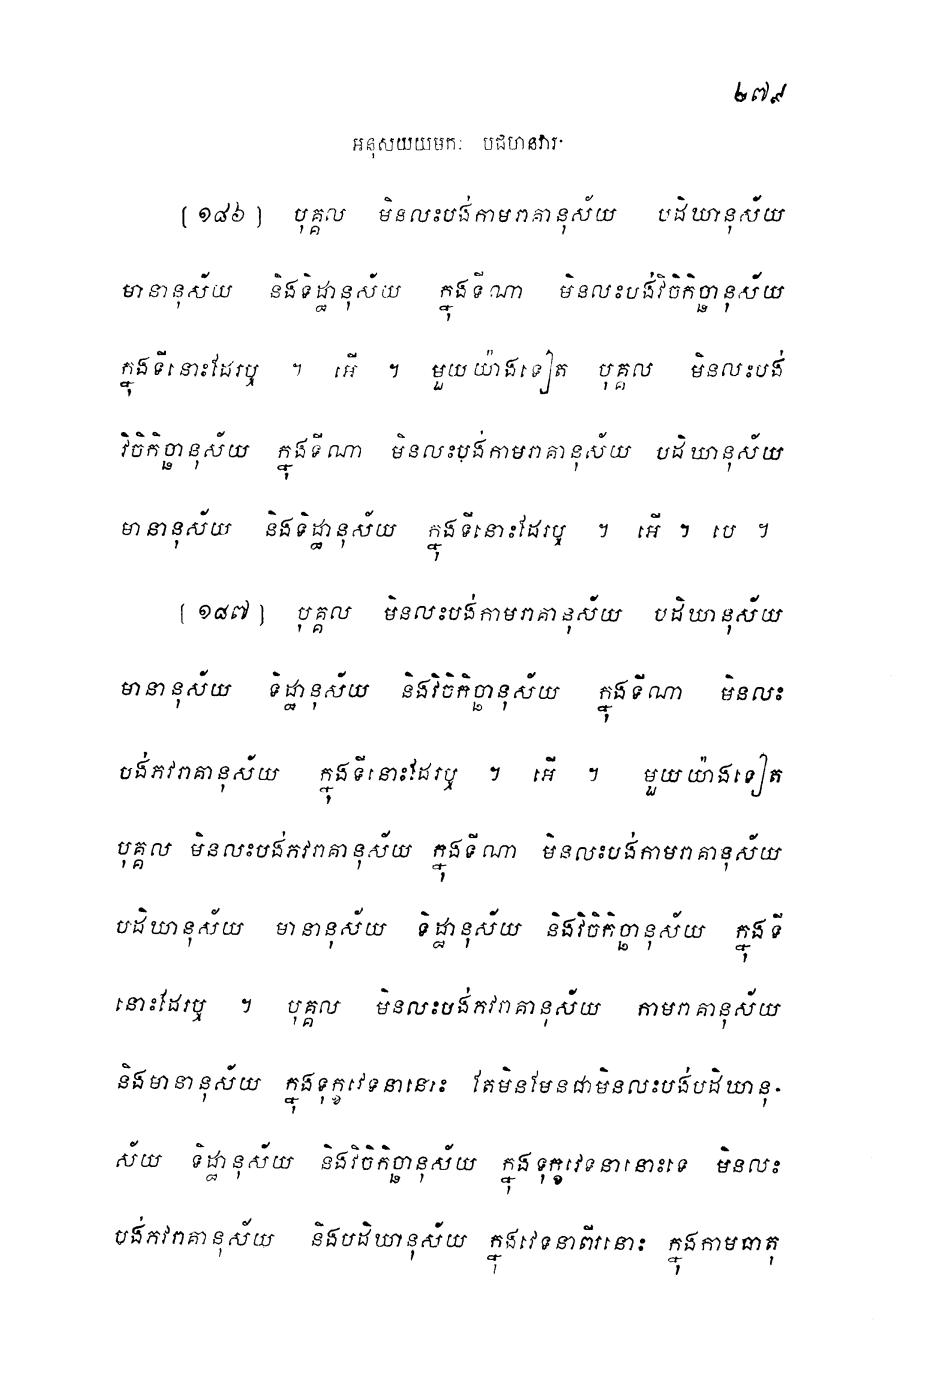 ២៧៩
អនុសយយមកៈ បជហនវារៈ
[១៨៦] បុគ្គល មិនលះបង់កាមរាគានុស័យ បដិឃានុស័យ
មានានុស័យ និងទិដ្ឋានុស័យ ក្នុងទីណា មិនលះបង់វិចិកិច្ឆានុស័យ
ក្នុងទីនោះដែរឬ ។ អើ ។ មួយយ៉ាងទៀត បុគ្គល មិនលះបង់
វិចិកិច្ឆានុស័យ ក្នុងទីណា មិនលះបង់កាមរាគានុស័យ បដិឃានុស័យ
មានានុស័យ និងទិដ្ឋានុស័យ ក្នុងទីនោះដែរឬ ។ អើ ។ បេ ។
[១៨៧] បុគ្គល មិនលះបង់កាមរាគានុស័យ បដិឃានុស័យ
មានានុស័យ ទិដ្ឋានុស័យ និងវិចិកិច្ឆានុស័យ ក្នុងទីណា មិនលះ
បង់ភវរាគានុស័យ ក្នុងទីនោះដែរឬ ។ អើ ។ មួយយ៉ាងទៀត
បុគ្គល មិនលះបង់ភវរាគានុស័យ ក្នុងទីណា មិនលះបង់កាមរាគានុស័យ
បដិឃានុស័យ មានានុស័យ ទិដ្ឋានុស័យ និងវិចិកិច្ឆានុស័យ ក្នុងទី
នោះដែរឬ ។ បុគ្គល មិនលះបង់ភវរាគានុស័យ កាមរាគានុស័យ
និងមានានុស័យ ក្នុងទុក្ខវេទនានោះ តែមិនមែនជាមិនលះបង់បដិឃានុ-
ស័យ ទិដ្ឋានុស័យ និងវិចិកិច្ឆានុស័យ ក្នុងទុក្ខវេទនានោះទេ មិនលះ
បង់ភវរាគានុស័យ និងបដិឃានុស័យ ក្នុងវេទនាពីរនោះ ក្នុងកាមធាតុ